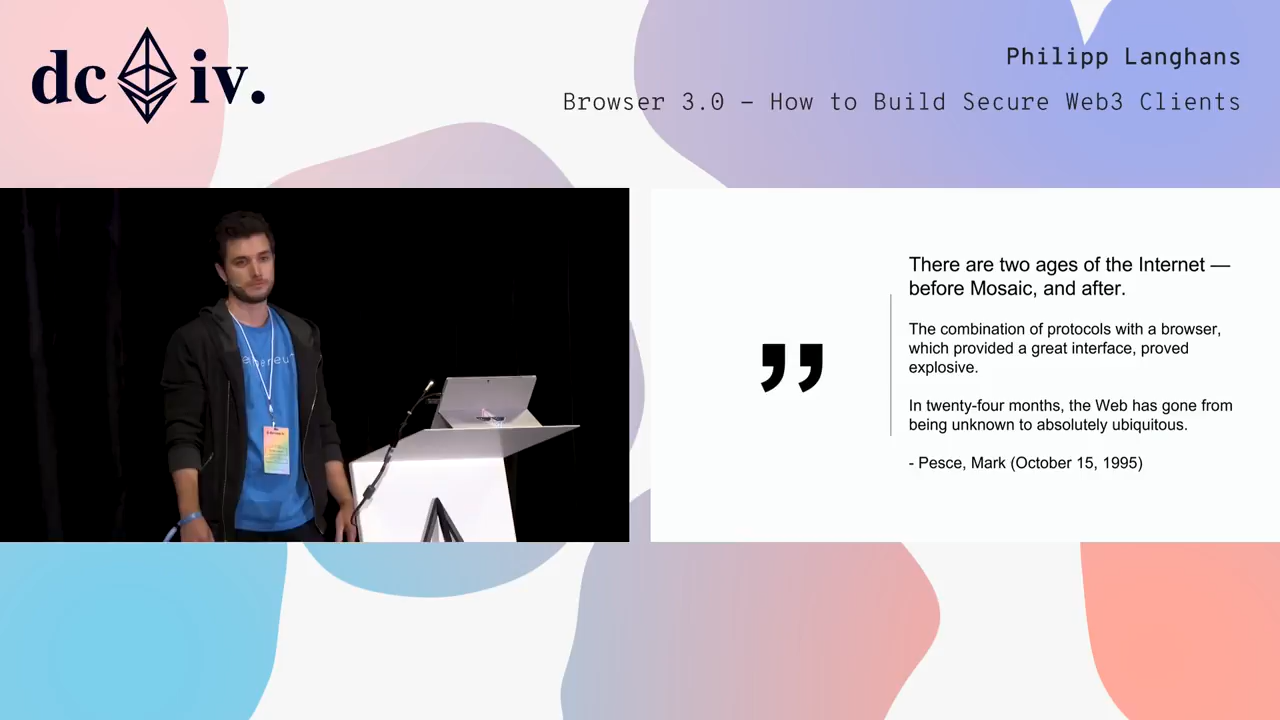 dc iv.
Philipp Langhans
Browser 3.0 – How to Build Secure Web3 Clients
ethereum
There are two ages of the Internet —
before Mosaic, and after.
The combination of protocols with a browser,
which provided a great interface, proved
explosive.
In twenty-four months, the Web has gone from
being unknown to absolutely ubiquitous.
- Pesce, Mark (October 15, 1995)